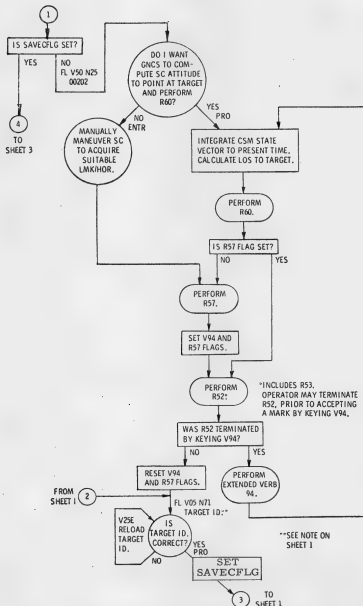 1
IS SAVECFLG SET?
YES
NO
FL V50 N25
00202
4
TO
SHEET 3
DO I WANT
GNCS TO COM-
PUTE SC ATTITUDE
TO POINT AT TARGET
AND PERFORM
R60?
NO
ENTR
YES
PRO
MANUALLY
MANEUVER SC
TO ACQUIRE
SUITABLE
LMK/HOR.
INTEGRATE CSM STATE
VECTOR TO PRESENT TIME.
CALCULATE LOS TO TARGET.
PERFORM
R60.
IS R57 FLAG SET?
NO
YES
PERFORM
R57.
SET V94 AND
R57 FLAGS.
PERFORM
R52*
*INCLUDES R53.
OPERATOR MAY TERMINATE
R52, PRIOR TO ACCEPTING
A MARK BY KEYING V94.
WAS R52 TERMINATED
BY KEYING V94?
NO
YES
RESET V94
AND R57 FLAGS.
PERFORM
EXTENDED VERB
94.
FROM
SHEET 1
2
FL V05 N71
TARGET ID.**
V25E
RELOAD
TARGET
ID.
IS
TARGET ID.
CORRECT?
NO
YES
PRO
SET
SAVECFLG
**SEE NOTE ON
SHEET 1
3
TO
SHEET 1